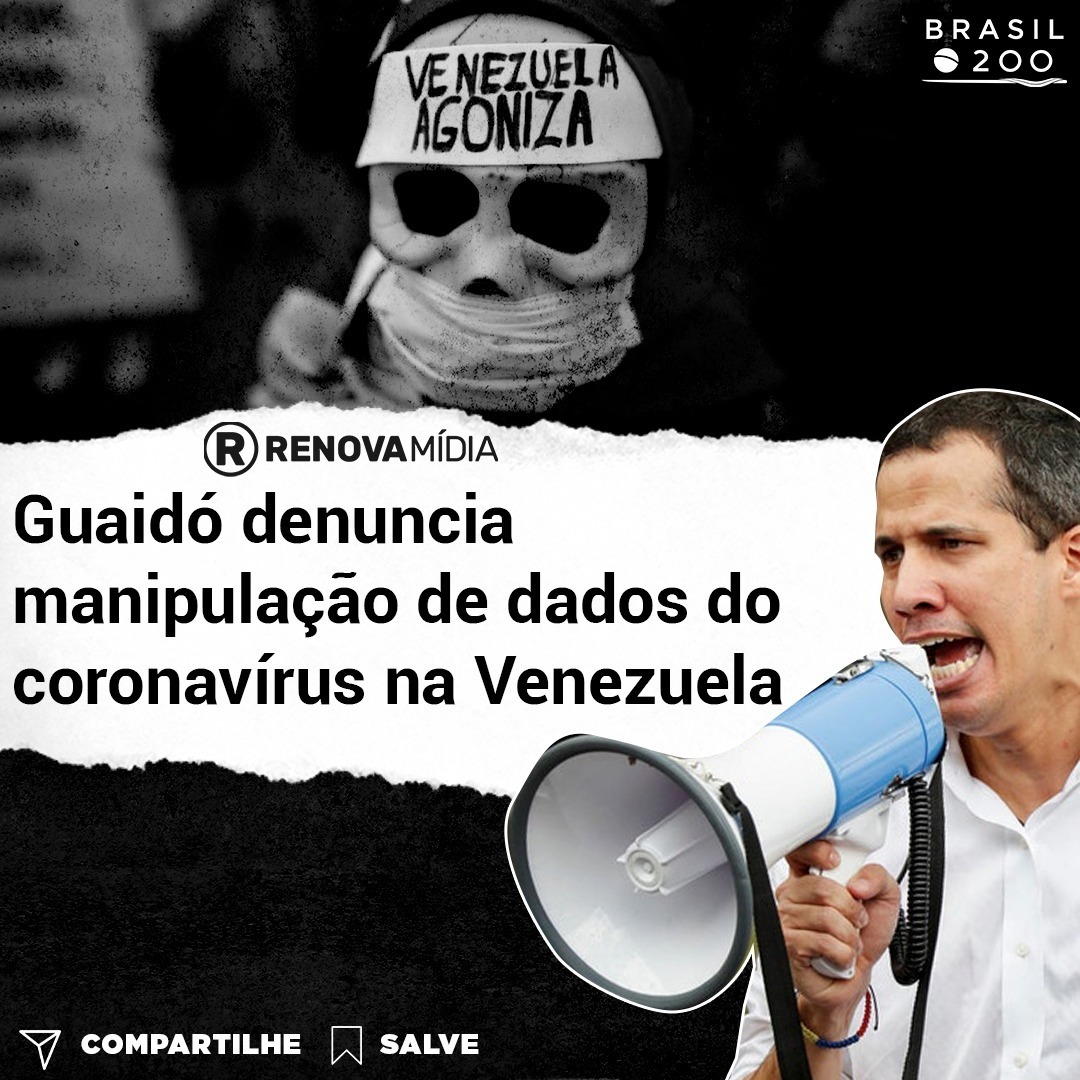 BRASIL
200
VENEZUELA
AGONIZA
R RENOVAMÍDIA
Guaidó denuncia
manipulação de dados do
coronavírus na Venezuela
COMPARTILHE SALVE